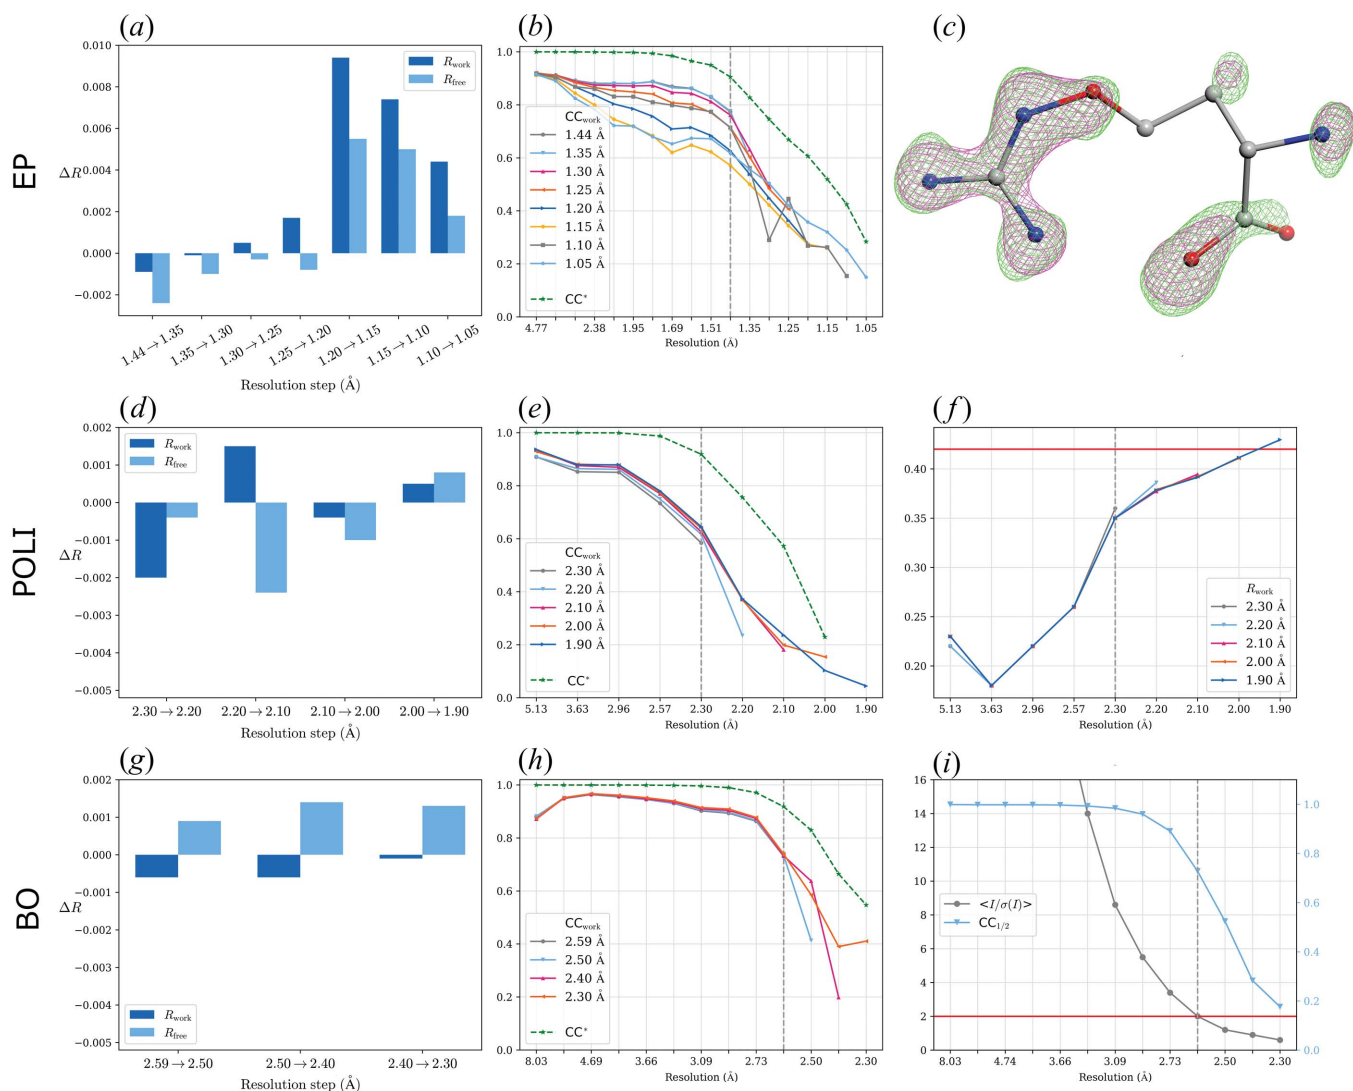 (a)
(b)
(c)
EP
ΔR
0.010
0.008
0.006
0.004
0.002
0.000
−0.002
R_work
R_free
1.44→1.35
1.35→1.30
1.30→1.25
1.25→1.20
1.20→1.15
1.15→1.10
1.10→1.05
Resolution step (Å)
1.0
0.8
0.6
0.4
0.2
0.0
CC_work
1.44 Å
1.35 Å
1.30 Å
1.25 Å
1.20 Å
1.15 Å
1.10 Å
1.05 Å
CC*
4.77 2.38 1.95 1.69 1.51 1.35 1.25 1.15 1.05
Resolution (Å)
(d)
(e)
(f)
POLI
ΔR
0.002
0.001
0.000
−0.001
−0.002
−0.003
−0.004
−0.005
R_work
R_free
2.30→2.20 2.20→2.10 2.10→2.00 2.00→1.90
Resolution step (Å)
1.0
0.8
0.6
0.4
0.2
0.0
CC_work
2.30 Å
2.20 Å
2.10 Å
2.00 Å
1.90 Å
CC*
5.13 3.63 2.96 2.57 2.30 2.20 2.10 2.00 1.90
Resolution (Å)
0.40
0.35
0.30
0.25
0.20
R_work
2.30 Å
2.20 Å
2.10 Å
2.00 Å
1.90 Å
5.13 3.63 2.96 2.57 2.30 2.20 2.10 2.00 1.90
Resolution (Å)
(g)
(h)
(i)
BO
ΔR
0.002
0.001
0.000
−0.001
−0.002
−0.003
−0.004
−0.005
R_work
R_free
2.59→2.50 2.50→2.40 2.40→2.30
Resolution step (Å)
1.0
0.8
0.6
0.4
0.2
0.0
CC_work
2.59 Å
2.50 Å
2.40 Å
2.30 Å
CC*
8.03 4.69 3.66 3.09 2.73 2.50 2.30
Resolution (Å)
16
14
12
10
8
6
4
2
0
<I/σ(I)>
CC_1/2
1.0
0.8
0.6
0.4
0.2
0.0
8.03 4.74 3.66 3.09 2.73 2.50 2.30
Resolution (Å)